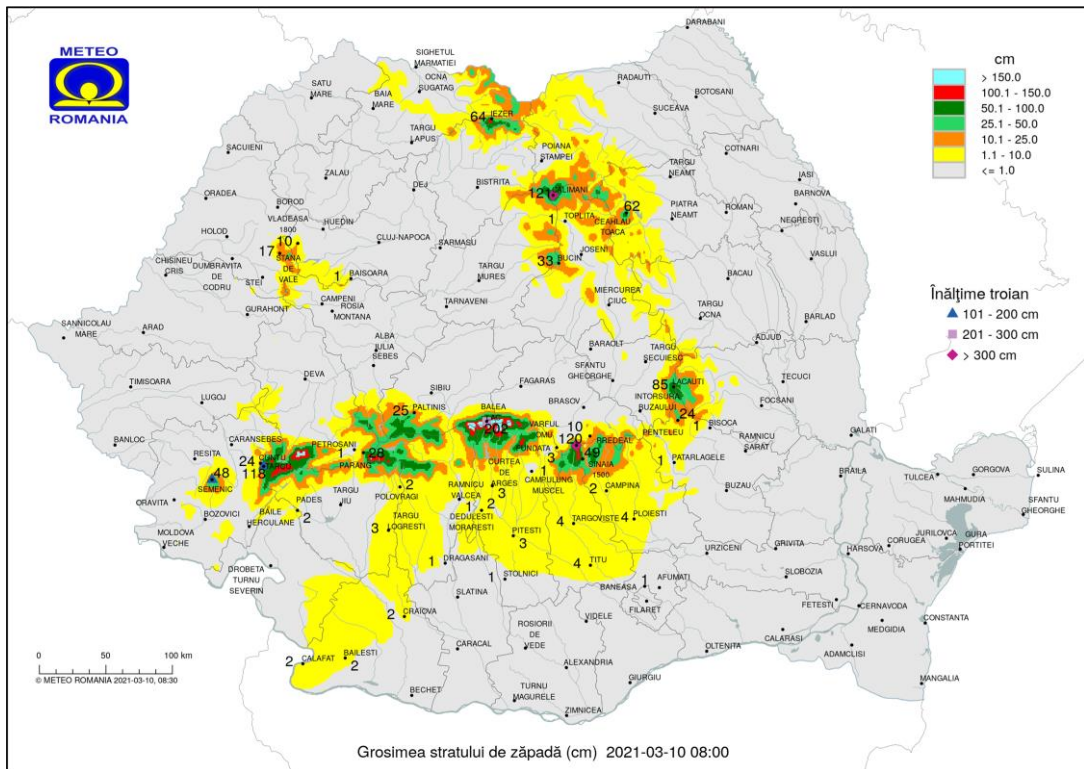 METEO
ROMANIA
cm
> 150.0
100.1 - 150.0
50.1 - 100.0
25.1 - 50.0
10.1 - 25.0
1.1 - 10.0
<= 1.0
Înălţime troian
101 - 200 cm
201 - 300 cm
> 300 cm
DARABANI
SIGHETUL
MARMATIEI
OCNA
SUGATAG
RADAUTI
BOTOSANI
SATU
MARE
BAIA
MARE
SUCEAVA
64
IEZER
TARGU
LAPUS
POIANA
STAMPEI
COTNARI
SACUIENI
ZALAU
DEJ
BISTRITA
TARGU
NEAMT
IASI
BARNOVA
ORADEA
121
CALIMANI
62
PIATRA
NEAMT
ROMAN
NEGRESTI
BOROD
VLADEASA
1800
HUEDIN
1
TOPLITA
CEAHLAU
TOACA
HOLOD
10
17
STANA
DE
VALE
CLUJ-NAPOCA
SARMASU
33
BUCIN
JOSENI
VASLUI
CHISINEU
CRIS
DUMBRAVITA
DE
CODRU
STEI
1
BAISOARA
TARGU
MURES
BACAU
MIERCUREA
CIUC
CAMPENI
ROSIA
MONTANA
TARNAVENI
TARGU
OCNA
GURAHONT
BARLAD
SANNICOLAU
MARE
ARAD
ALBA
IULIA
SEBES
BARAOLT
TARGU
SECUIESC
ADJUD
SFANTU
GHEORGHE
TIMISOARA
DEVA
SIBIU
FAGARAS
85
LACAUTI
TECUCI
LUGOJ
INTORSURA
BUZAULUI
FOCSANI
25
PALTINIS
BALEA
LAC
202
BRASOV
24
PENTELEU
1
BISOCA
GALATI
BANLOC
CARANSEBES
PETROSANI
VARFUL
OMU
10
120
PREDEAL
RAMNICU
SARAT
RESITA
24
CUNTU
TARCU
118
1
PARANG
28
FUNDATA
3
49
SINAIA
1500
1
PATARLAGELE
BRAILA
TULCEA
GORGOVA
SULINA
48
SEMENIC
CURTEA
DE
ARGES
3
1
CAMPULUNG
MUSCEL
2
CAMPINA
BUZAU
MAHMUDIA
SFANTU
GHEORGHE
ORAVITA
BOZOVICI
BAILE
HERCULANE
PADES
2
TARGU
JIU
2
POLOVRAGI
RAMNICU
VALCEA
1
2
DEDULESTI
MORARESTI
4
TARGOVISTE
4
PLOIESTI
MOLDOVA
VECHE
3
TARGU
LOGRESTI
PITESTI
3
JURILOVCA
GURA
PORTITEI
CORUGEA
DROBETA
TURNU
SEVERIN
1
DRAGASANI
4
TITU
URZICENI
GRIVITA
HARSOVA
1
STOLNICI
SLATINA
BANEASA
1
AFUMATI
FILARET
SLOBOZIA
FETESTI
CERNAVODA
MEDGIDIA
CONSTANTA
2
CRAIOVA
CARACAL
ROSIORII
DE
VEDE
VIDELE
OLTENITA
CALARASI
ADAMCLISI
2
CALAFAT
BAILESTI
2
ALEXANDRIA
GIURGIU
MANGALIA
BECHET
TURNU
MAGURELE
ZIMNICEA
0 50 100 km
© METEO ROMANIA 2021-03-10, 08:30
Grosimea stratului de zăpadă (cm) 2021-03-10 08:00